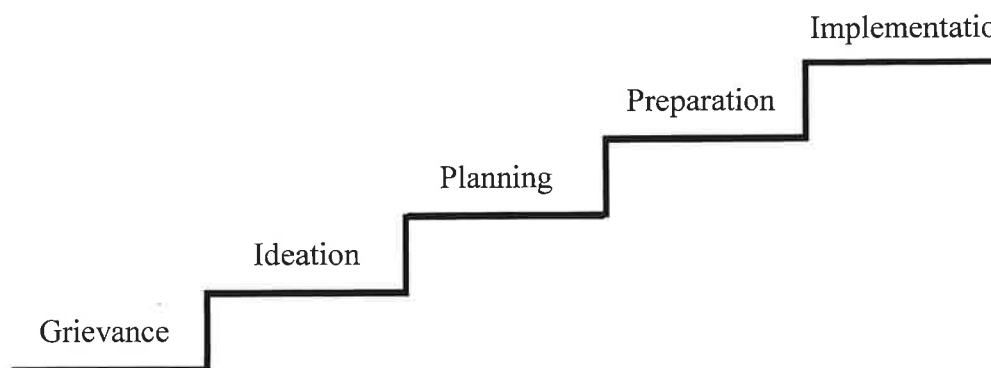 Implementatio
Preparation
Planning
Ideation
Grievance